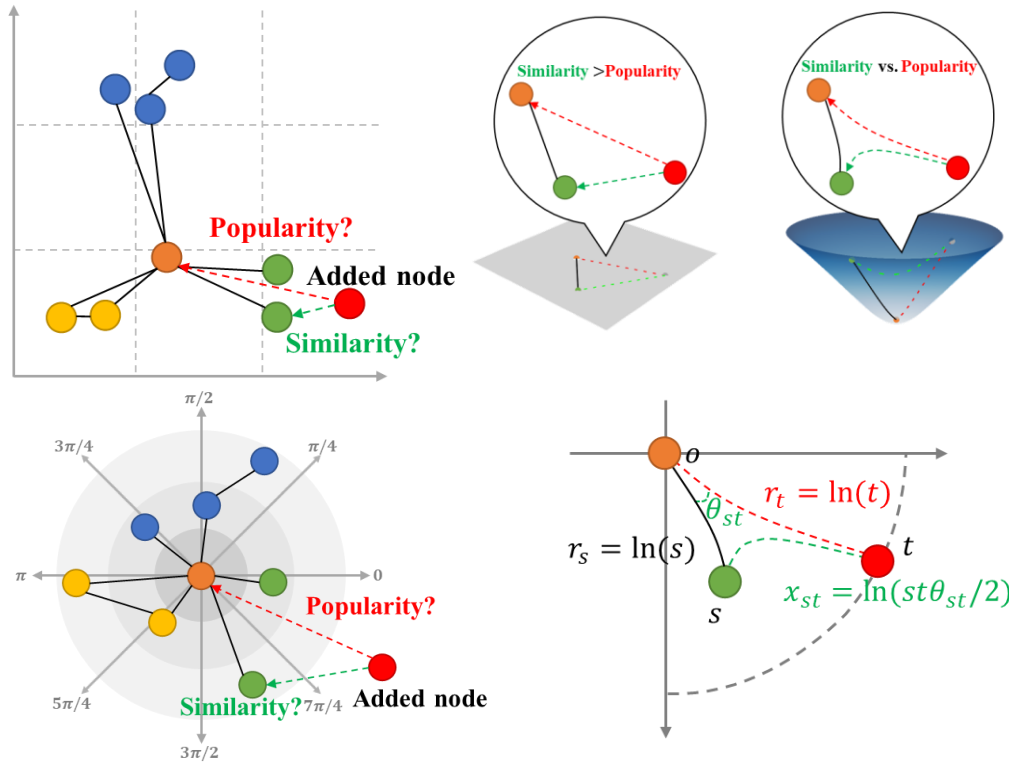 Popularity?
Added node
Similarity?
Similarity >Popularity
Similarity vs. Popularity
π/2
3π/4
π/4
π
0
Popularity?
Similarity?
Added node
5π/4
7π/4
3π/2
o
r_t = ln(t)
θ_st
r_s = ln(s)
t
s
x_st = ln(stθ_st/2)